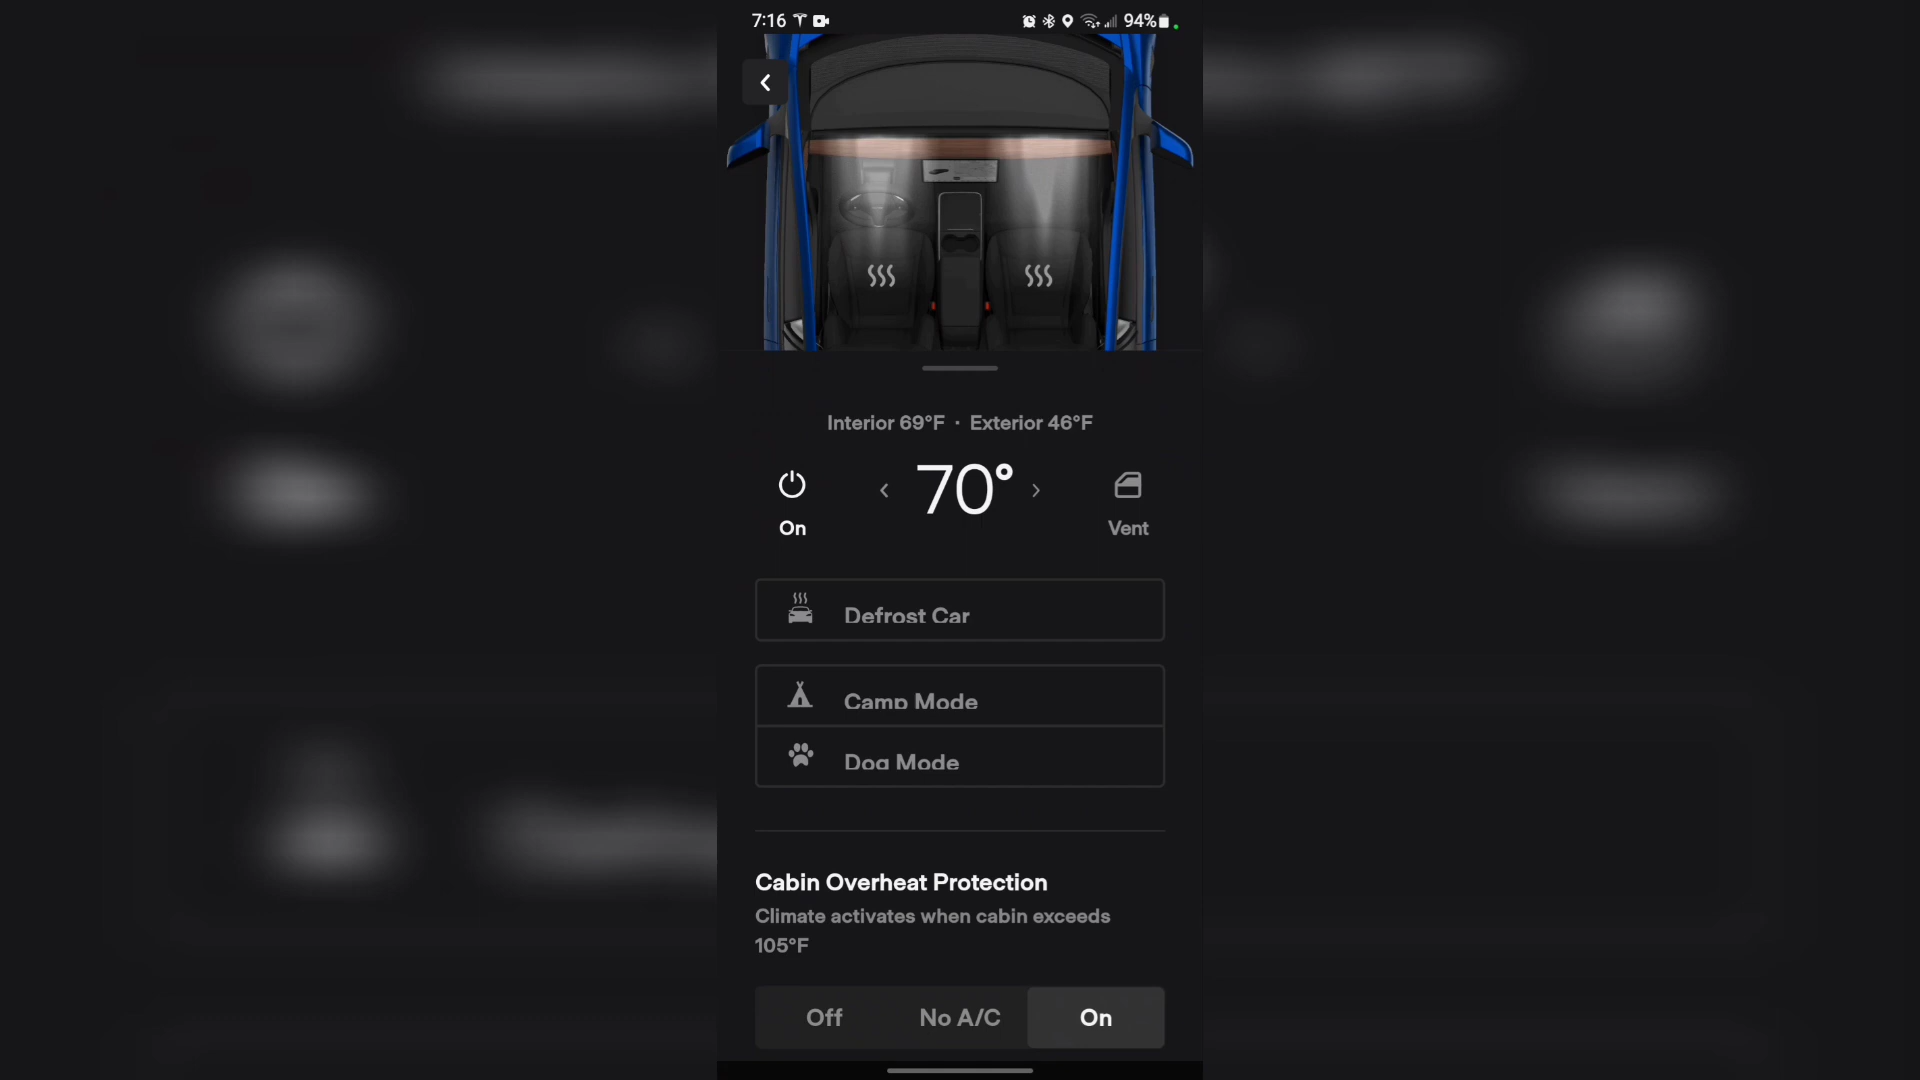 7:16 94%
Interior 69°F · Exterior 46°F
70°
On Vent
Defrost Car
Camp Mode
Dog Mode
Cabin Overheat Protection
Climate activates when cabin exceeds
105°F
Off No A/C On